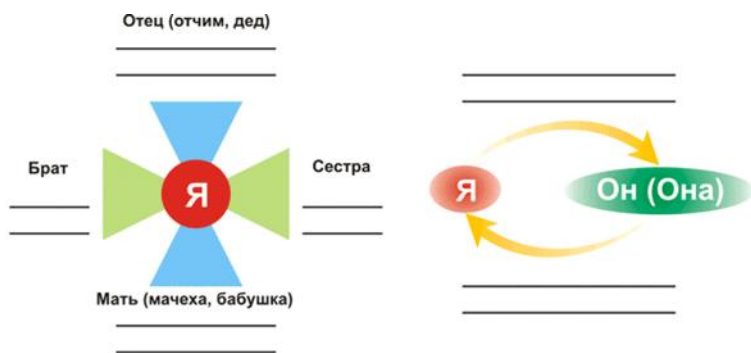 Отец (отчим, дед)
Брат
Я
Сестра
Мать (мачеха, бабушка)
Я
Он (Она)